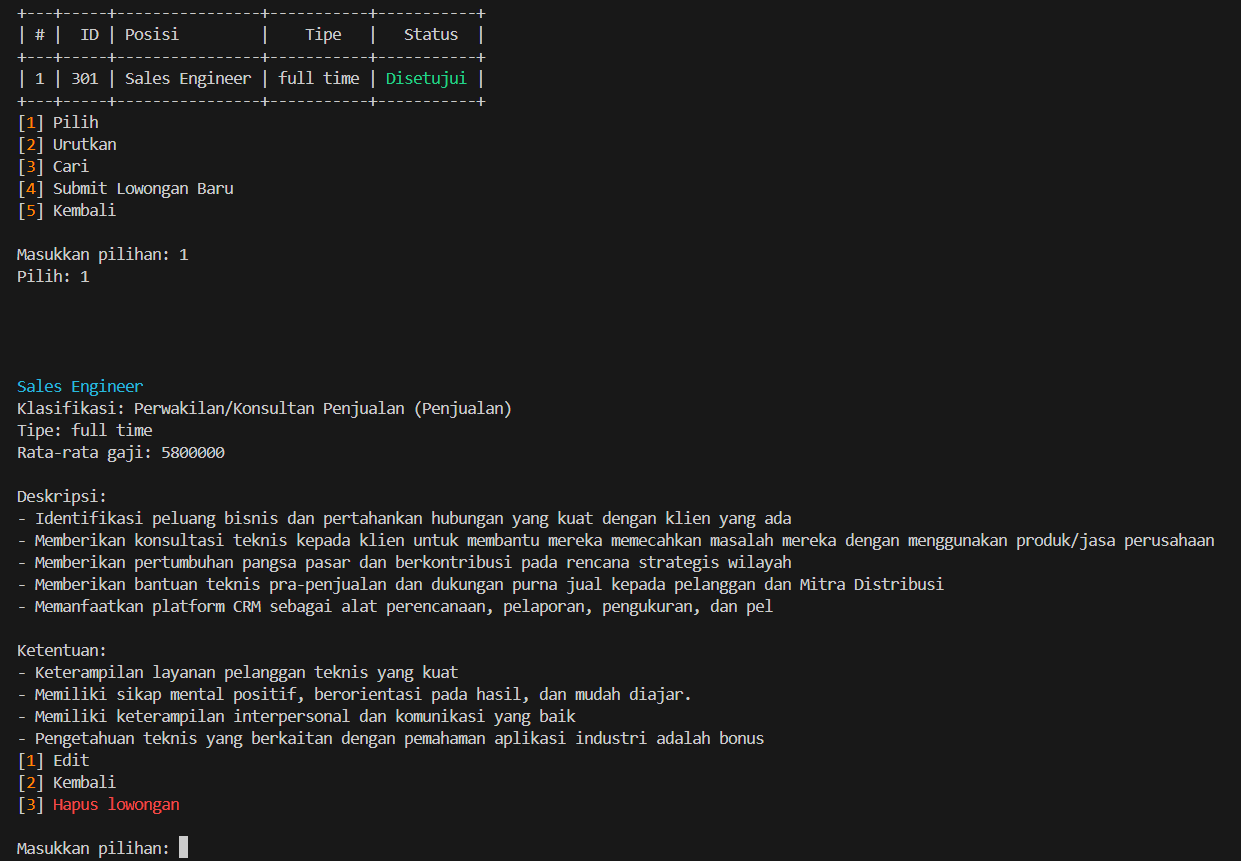 +---+-----+----------------+-----------+-----------+
| # |  ID | Posisi         |    Tipe   |   Status  |
+---+-----+----------------+-----------+-----------+
| 1 | 301 | Sales Engineer | full time | Disetujui |
+---+-----+----------------+-----------+-----------+
[1] Pilih
[2] Urutkan
[3] Cari
[4] Submit Lowongan Baru
[5] Kembali

Masukkan pilihan: 1
Pilih: 1

Sales Engineer
Klasifikasi: Perwakilan/Konsultan Penjualan (Penjualan)
Tipe: full time
Rata-rata gaji: 5800000

Deskripsi:
- Identifikasi peluang bisnis dan pertahankan hubungan yang kuat dengan klien yang ada
- Memberikan konsultasi teknis kepada klien untuk membantu mereka memecahkan masalah mereka dengan menggunakan produk/jasa perusahaan
- Memberikan pertumbuhan pangsa pasar dan berkontribusi pada rencana strategis wilayah
- Memberikan bantuan teknis pra-penjualan dan dukungan purna jual kepada pelanggan dan Mitra Distribusi
- Memanfaatkan platform CRM sebagai alat perencanaan, pelaporan, pengukuran, dan pel

Ketentuan:
- Keterampilan layanan pelanggan teknis yang kuat
- Memiliki sikap mental positif, berorientasi pada hasil, dan mudah diajar.
- Memiliki keterampilan interpersonal dan komunikasi yang baik
- Pengetahuan teknis yang berkaitan dengan pemahaman aplikasi industri adalah bonus
[1] Edit
[2] Kembali
[3] Hapus lowongan

Masukkan pilihan: